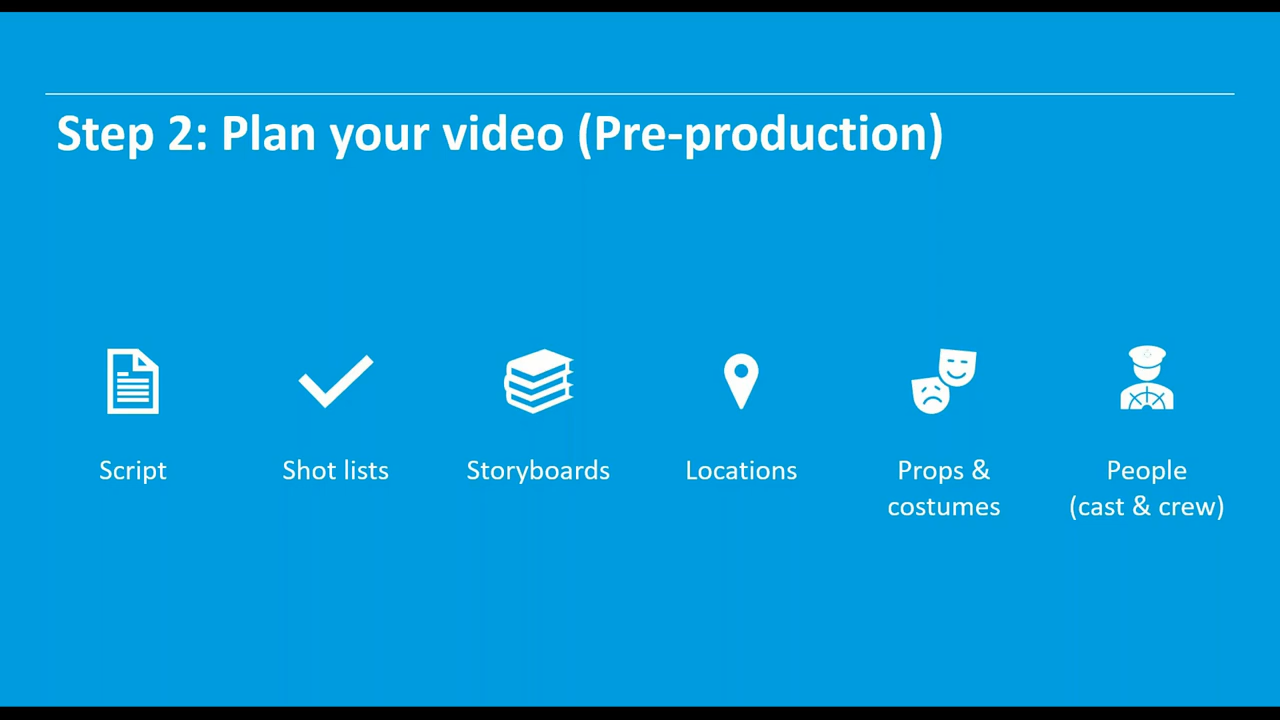 Step 2: Plan your video (Pre-production)
Script
Shot lists
Storyboards
Locations
Props &
costumes
People
(cast & crew)